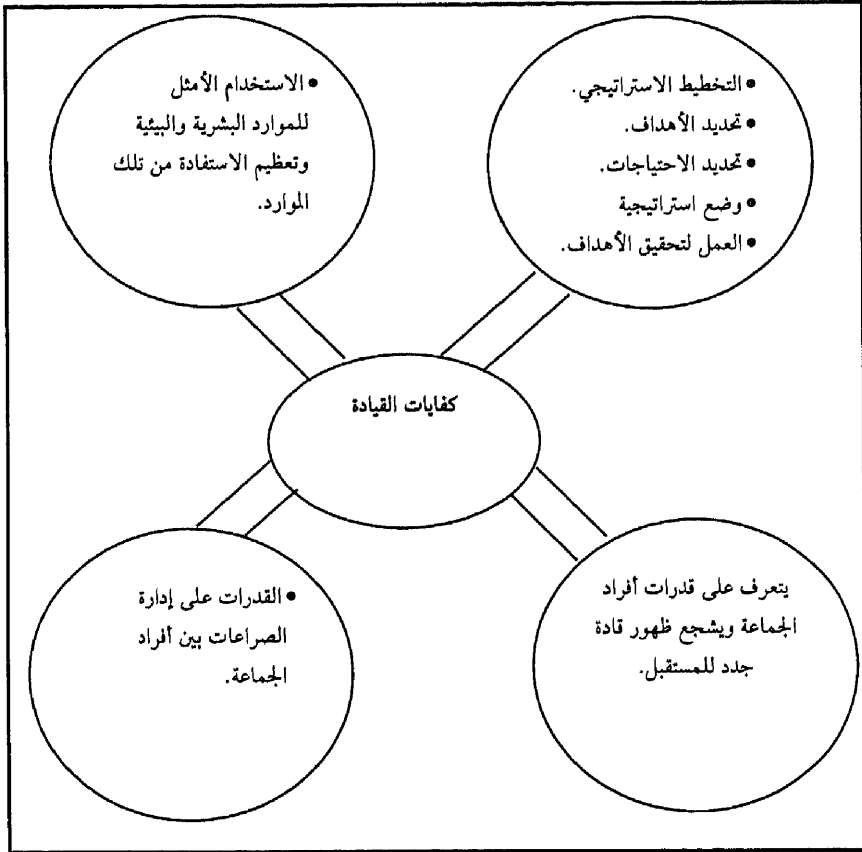 • التخطيط الاستراتيجي.
• تحديد الأهداف.
• تحديد الاحتياجات.
• وضع استراتيجية
• العمل لتحقيق الأهداف.
• الاستخدام الأمثل
للموارد البشرية والبيئية
وتعظيم الاستفادة من تلك
الموارد.
كفايات القيادة
يتعرف على قدرات أفراد
الجماعة ويشجع ظهور قادة
جدد للمستقبل.
• القدرات على إدارة
الصراعات بين أفراد
الجماعة.